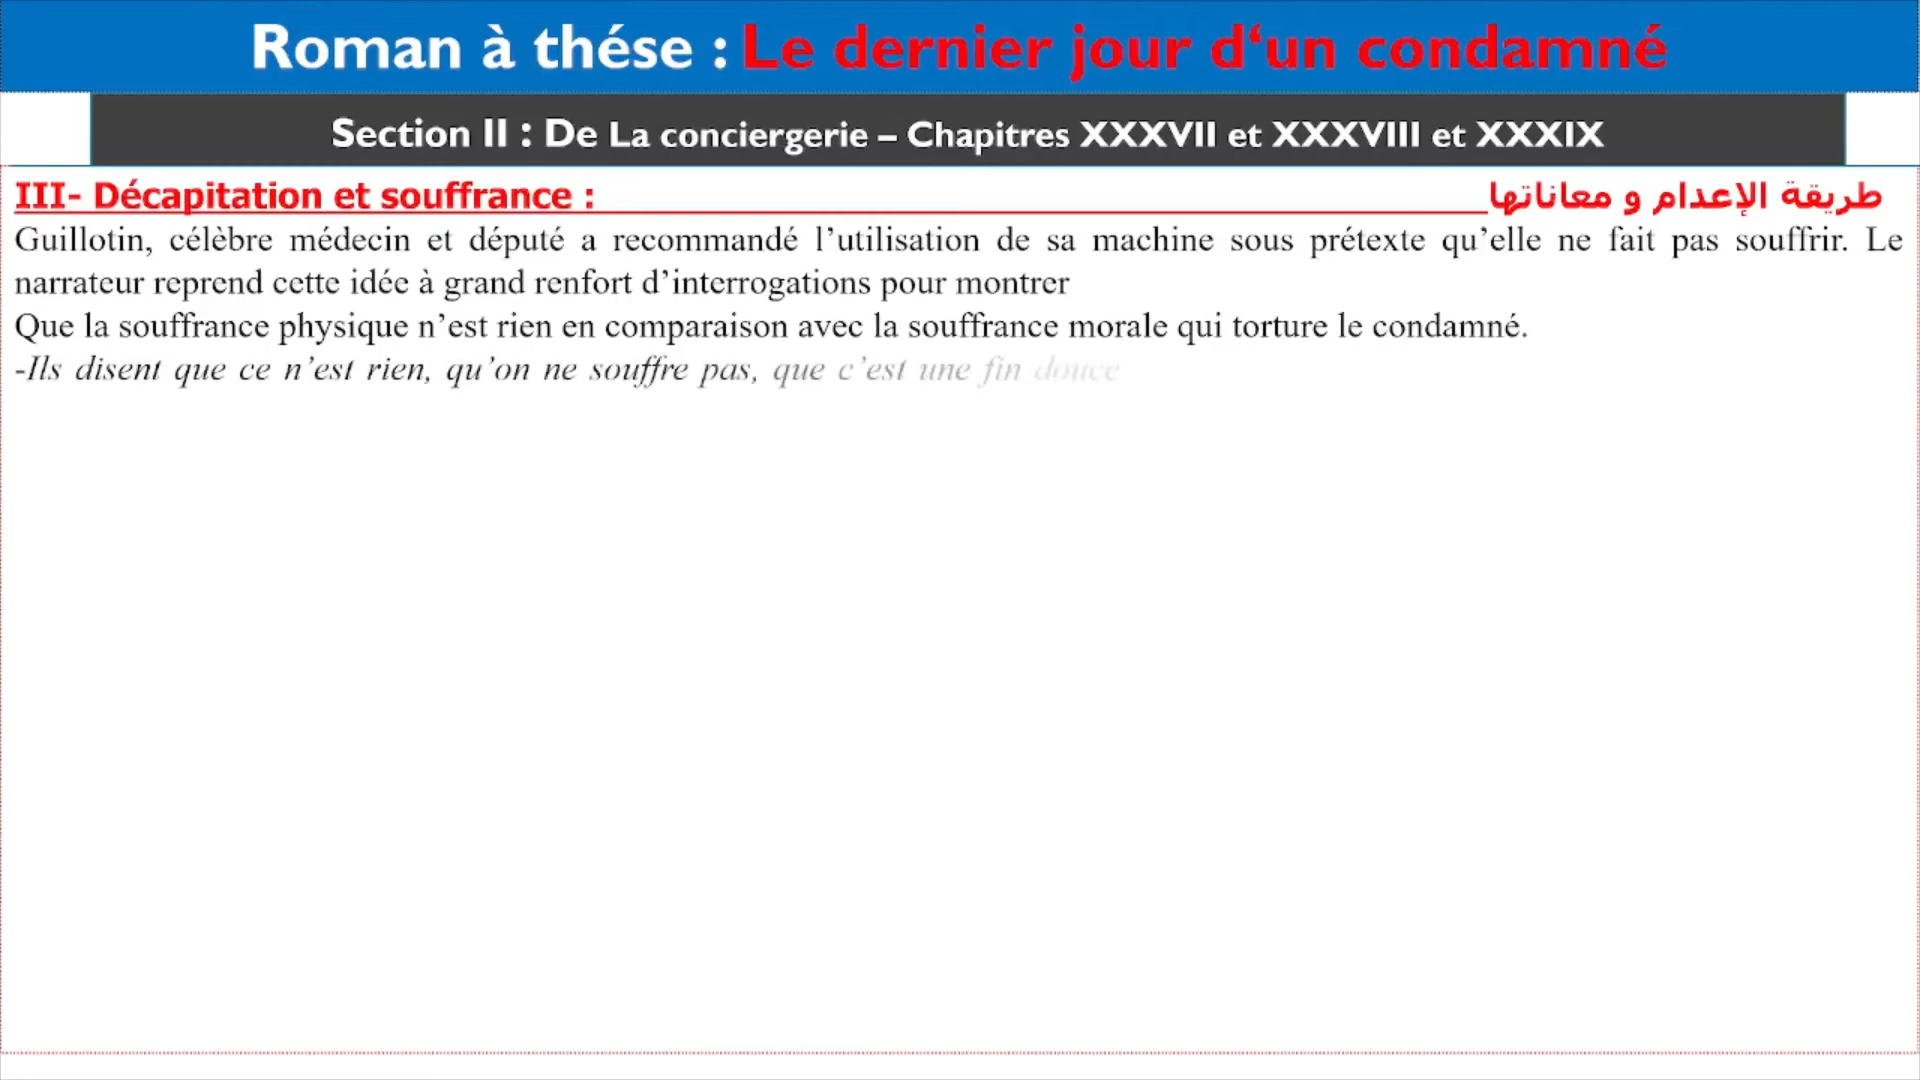 Roman à thése : Le dernier jour d‘un condamné
Section II : De La conciergerie – Chapitres XXXVII et XXXVIII et XXXIX
III- Décapitation et souffrance : طريقة الإعدام و معاناتها
Guillotin, célèbre médecin et député a recommandé l’utilisation de sa machine sous prétexte qu’elle ne fait pas souffrir. Le
narrateur reprend cette idée à grand renfort d’interrogations pour montrer
Que la souffrance physique n’est rien en comparaison avec la souffrance morale qui torture le condamné.
-Ils disent que ce n’est rien, qu’on ne souffre pas, que c’est une fin douce